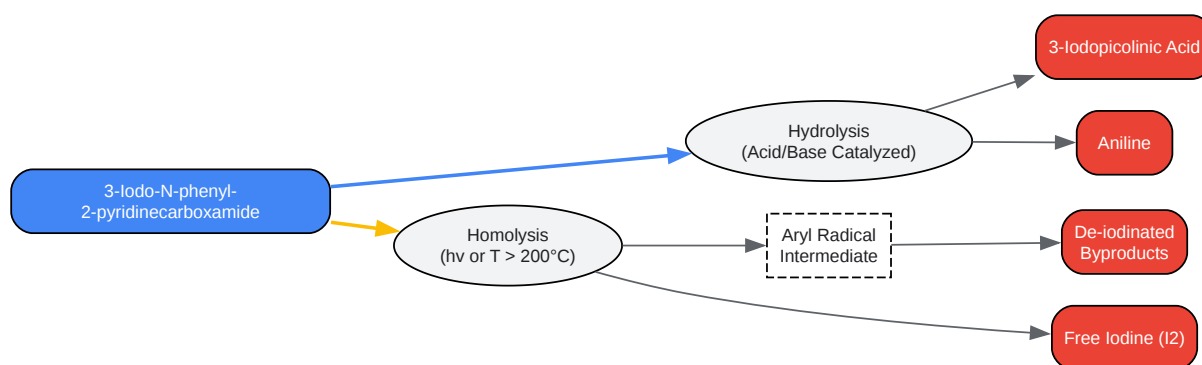 3-Iodopicolinic Acid
Hydrolysis
(Acid/Base Catalyzed)
Aniline
3-Iodo-N-phenyl-
2-pyridinecarboxamide
Homolysis
(hv or T > 200°C)
Aryl Radical
Intermediate
De-iodinated
Byproducts
Free Iodine (I2)